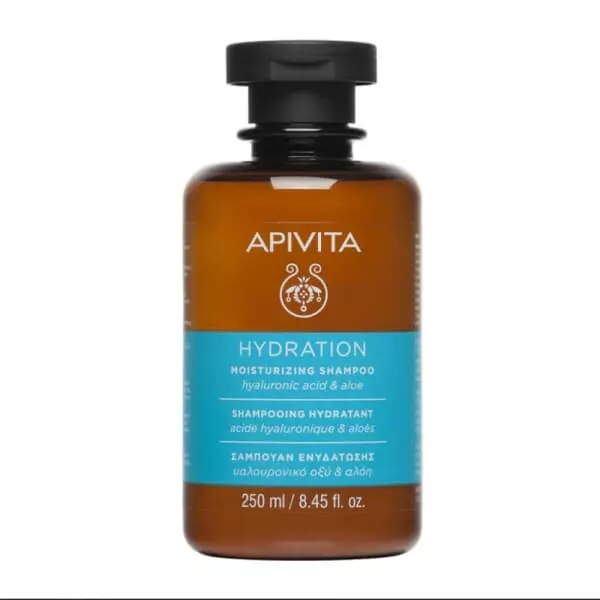 APIVITA
HYDRATION
MOISTURIZING SHAMPOO
hyaluronic acid & aloe
SHAMPOOING HYDRATANT
acide hyaluronique & aloès
ΣΑΜΠΟΥΑΝ ΕΝΥΔΑΤΩΣΗΣ
υαλουρονικό οξύ & αλόη
250 ml / 8.45 fl. oz.